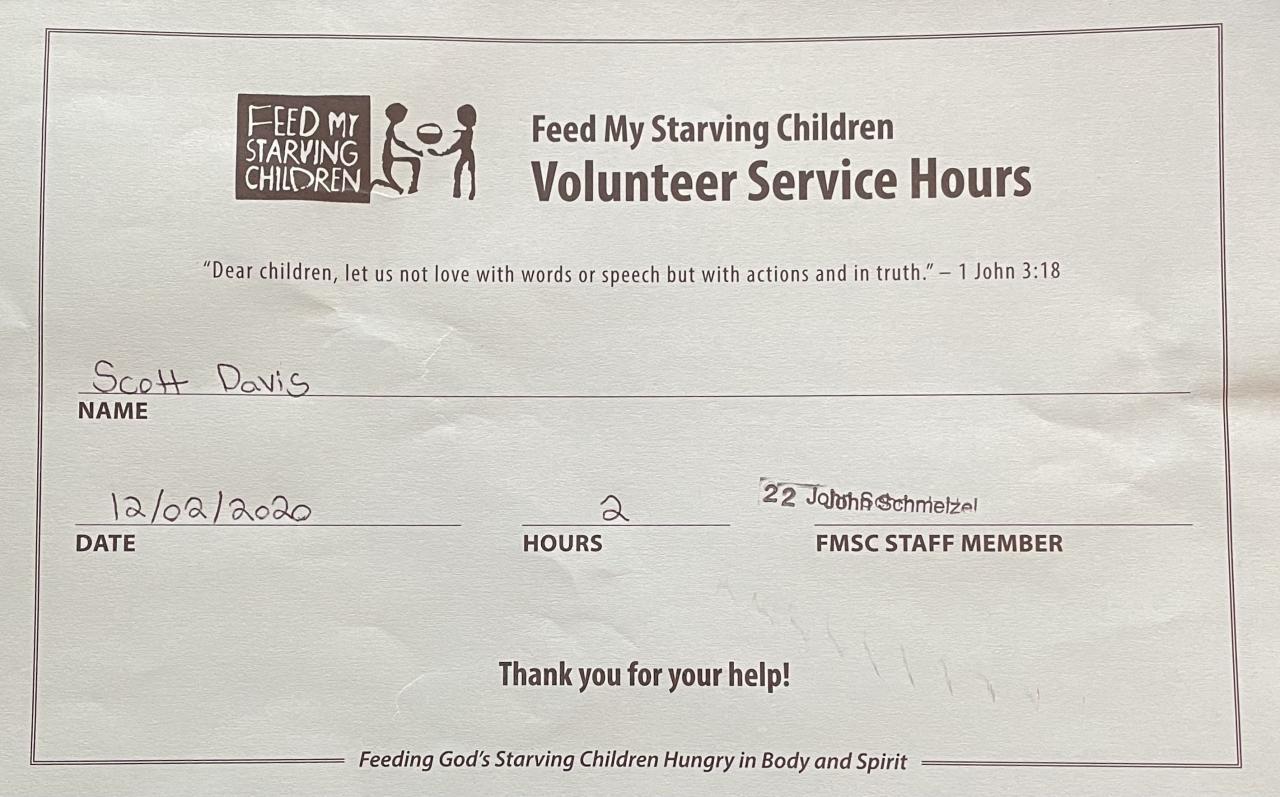 FEED MY
STARVING
CHILDREN
Feed My Starving Children
Volunteer Service Hours
“Dear children, let us not love with words or speech but with actions and in truth.” – 1 John 3:18
Scott Davis
NAME
12/02/2020
DATE
2
HOURS
22 John Schmelzel
FMSC STAFF MEMBER
Thank you for your help!
Feeding God’s Starving Children Hungry in Body and Spirit